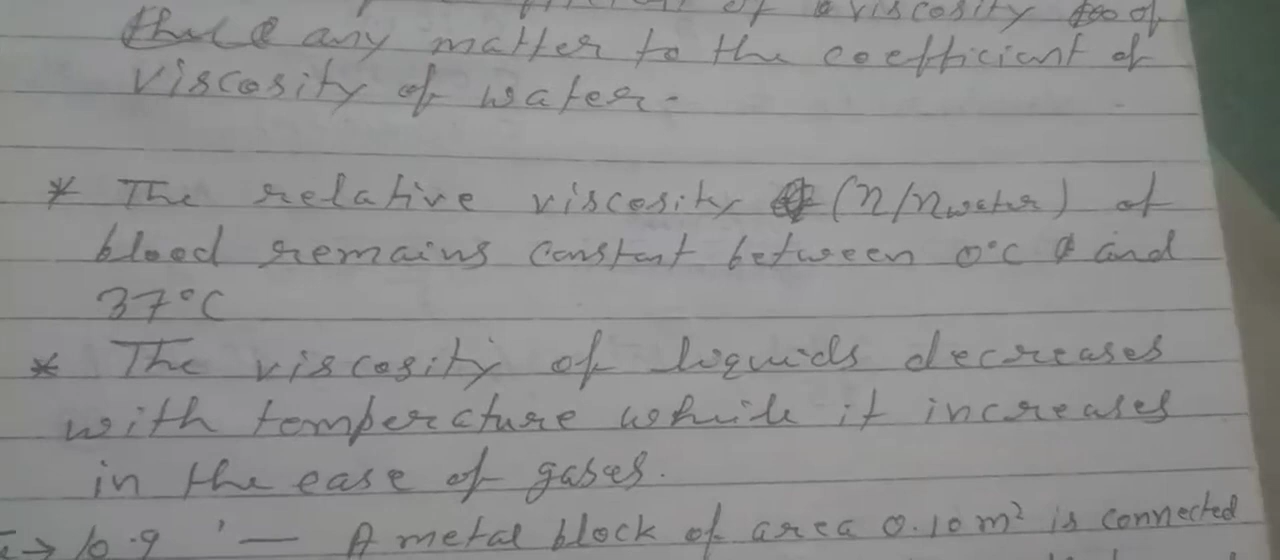 of viscosity of
any matter to the coefficient of
viscosity of water.
* The relative viscosity (η/ηwater) of
blood remains constant between 0°C and
37°C
* The viscosity of liquids decreases
with temperature while it increases
in the case of gases.
→ 10.9 :— A metal block of area 0.10 m² is connected